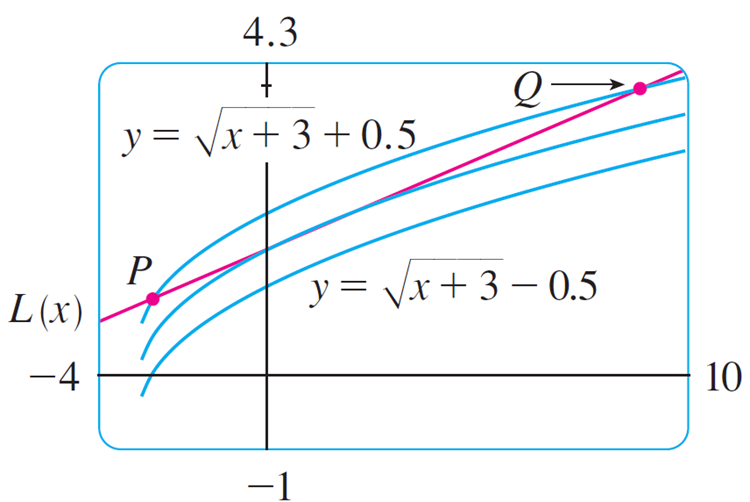 4.3
Q
y = √x + 3 + 0.5
P
y = √x + 3 − 0.5
L(x)
−4
10
−1